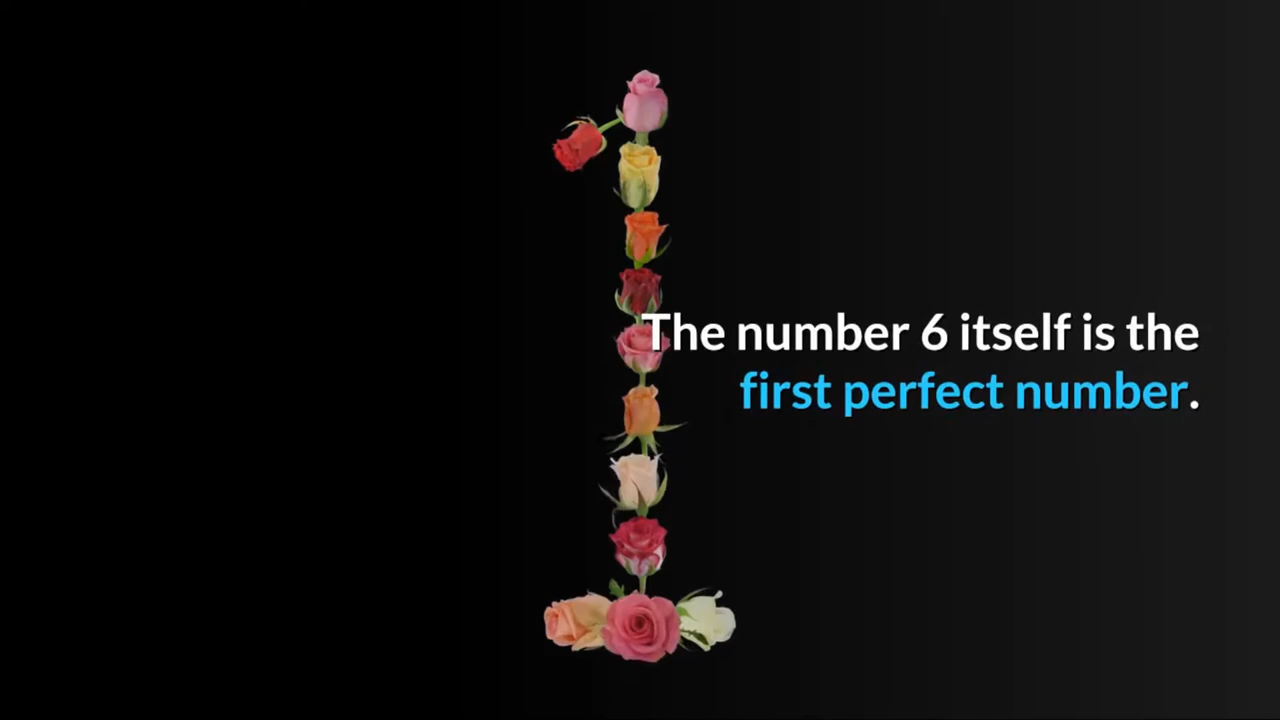 The number 6 itself is the
first perfect number.